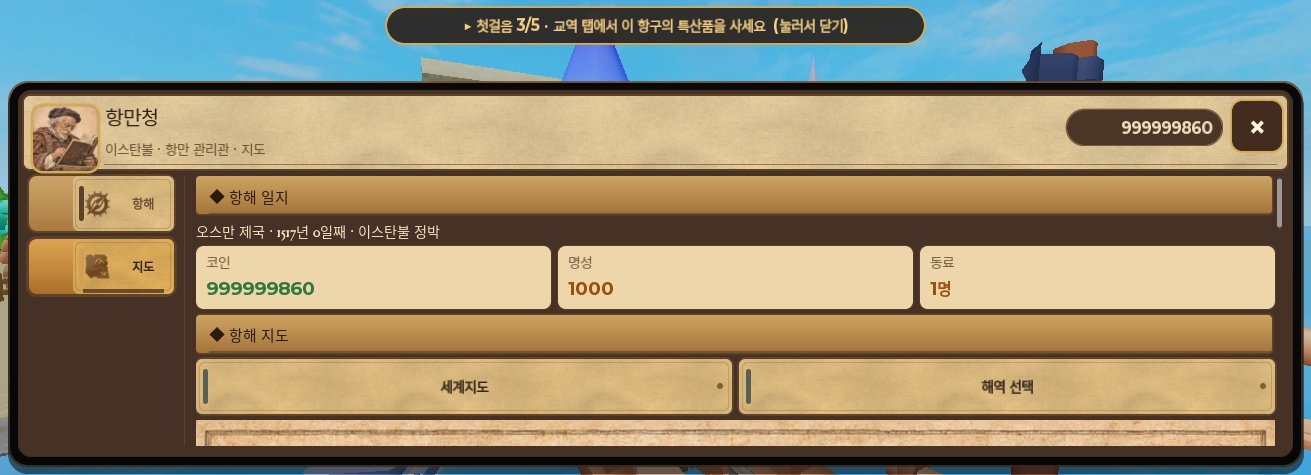 ▸ 첫걸음 3/5 · 교역 탭에서 이 항구의 특산품을 사세요 (눌러서 닫기)
항만청
이스탄불 · 항만 관리관 · 지도
999999860
×
항해
지도
◆ 항해 일지
오스만 제국 · 1517년 0일째 · 이스탄불 정박
코인
999999860
명성
1000
동료
1명
◆ 항해 지도
세계지도
해역 선택